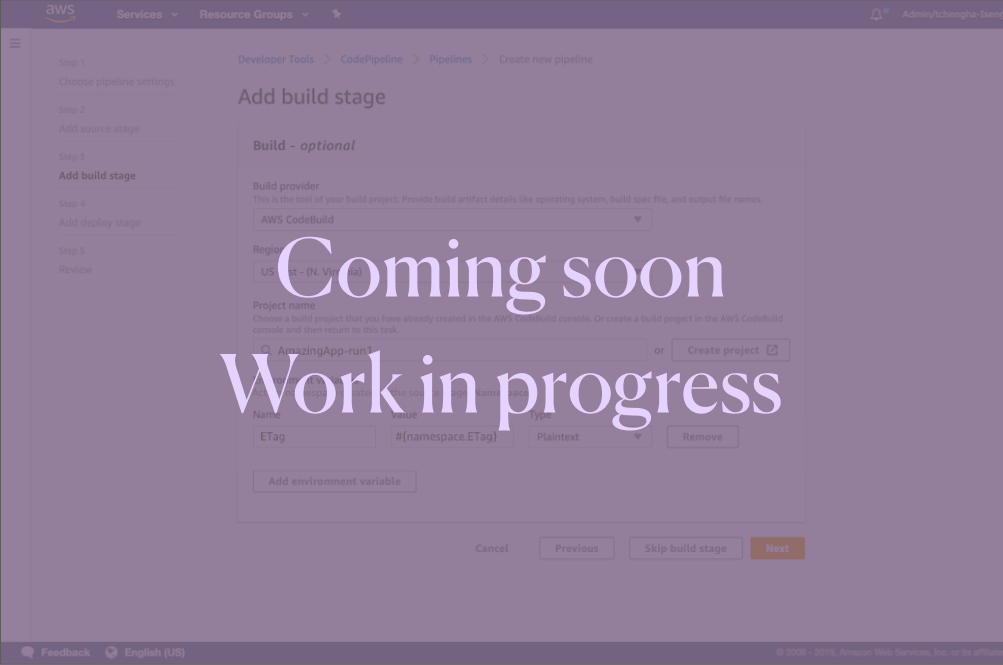 aws
Services
Resource Groups
Step 1
Choose pipeline settings
Step 2
Add source stage
Step 3
Add build stage
Step 4
Add deploy stage
Step 5
Review
Developer Tools > CodePipeline > Pipelines > Create new pipeline
Add build stage
Build - optional
Build provider
This is the tool of your build project. Provide build artifact details like operating system, build spec file, and output file names.
AWS CodeBuild
Region
US - (N. Virginia)
Coming soon
Project name
Choose a build project that you have already created in the AWS CodeBuild console. Or create a build project in the AWS CodeBuild
console and then return to this task.
AmazingApp-run1 or Create project
Work in progress
Name Value Type
ETag #{namespace.ETag} Plaintext Remove
Add environment variable
Cancel Previous Skip build stage Next
Feedback English (US)
© 2008 - 2019, Amazon Web Services, Inc. or its